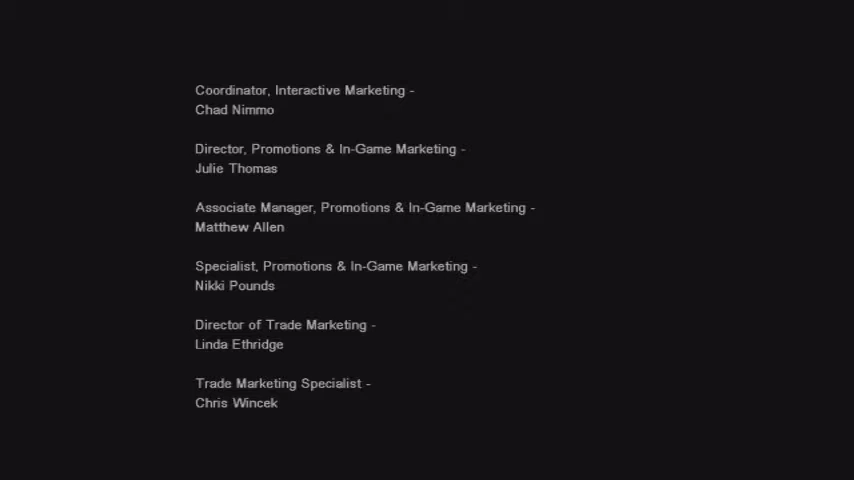 Coordinator, Interactive Marketing -
Chad Nimmo
Director, Promotions & In-Game Marketing -
Julie Thomas
Associate Manager, Promotions & In-Game Marketing -
Matthew Allen
Specialist, Promotions & In-Game Marketing -
Nikki Pounds
Director of Trade Marketing -
Linda Ethridge
Trade Marketing Specialist -
Chris Wincek